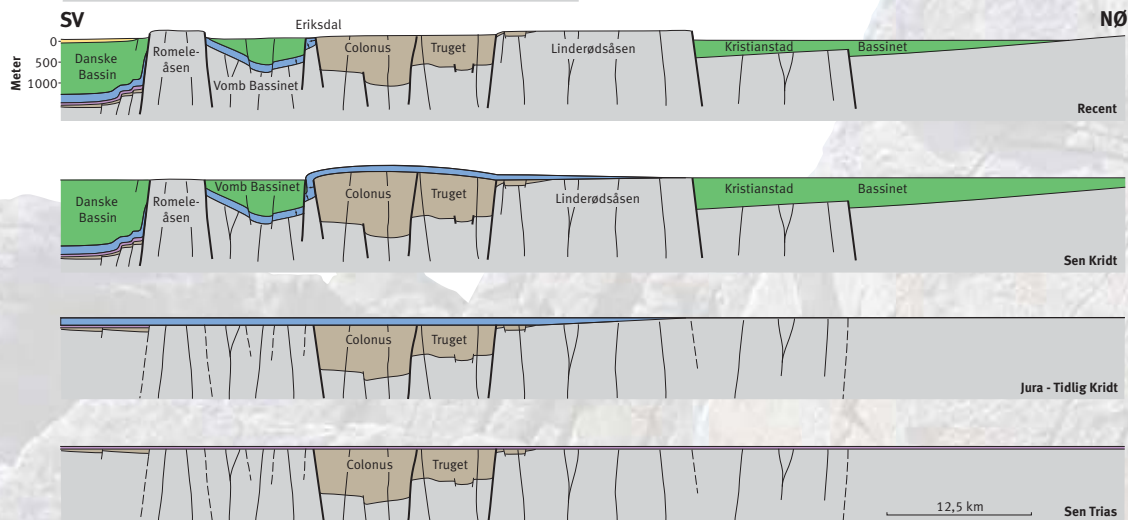 SV
NØ
Eriksdal
Meter
0
500
1000
Danske
Bassin
Romele-
åsen
Vomb Bassinet
Colonus
Truget
Linderødsåsen
Kristianstad
Bassinet
Recent
Danske
Bassin
Romele-
åsen
Vomb Bassinet
Colonus
Truget
Linderødsåsen
Kristianstad
Bassinet
Sen Kridt
Colonus
Truget
Jura - Tidlig Kridt
Colonus
Truget
12,5 km
Sen Trias